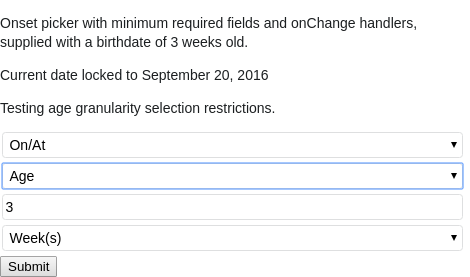 Onset picker with minimum required fields and onChange handlers,
supplied with a birthdate of 3 weeks old.
Current date locked to September 20, 2016
Testing age granularity selection restrictions.
On/At
Age
3
Week(s)
Submit